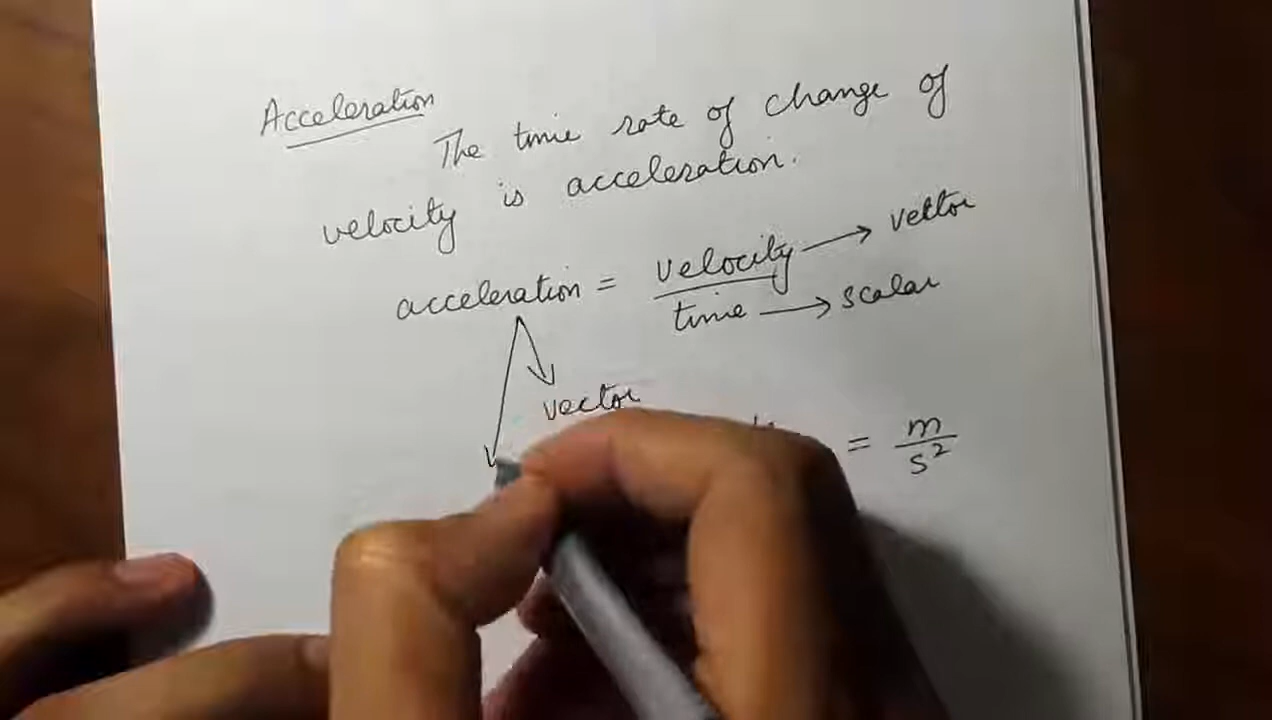 Acceleration
The time rate of change of
velocity is acceleration.
acceleration = velocity → vector
time → scalar
vector
= m
s²